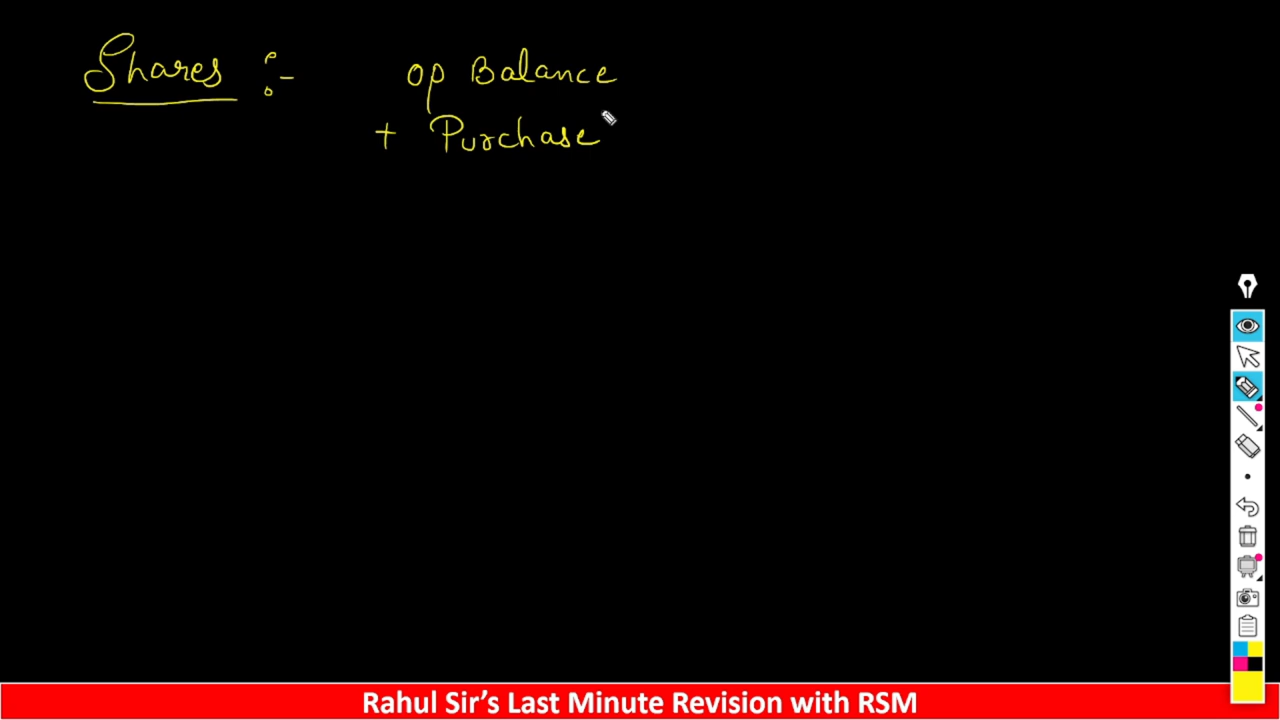 Shares :- op Balance
+ Purchase
Rahul Sir's Last Minute Revision with RSM